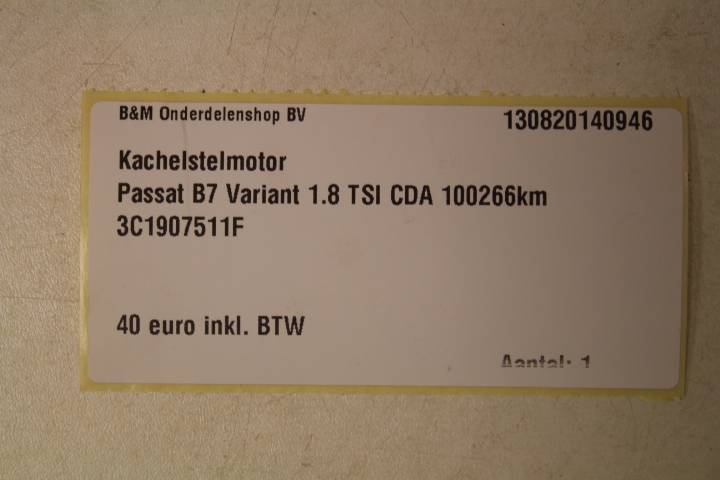 B&M Onderdelenshop BV 130820140946
Kachelstelmotor
Passat B7 Variant 1.8 TSI CDA 100266km
3C1907511F
40 euro inkl. BTW
Aantal: 1